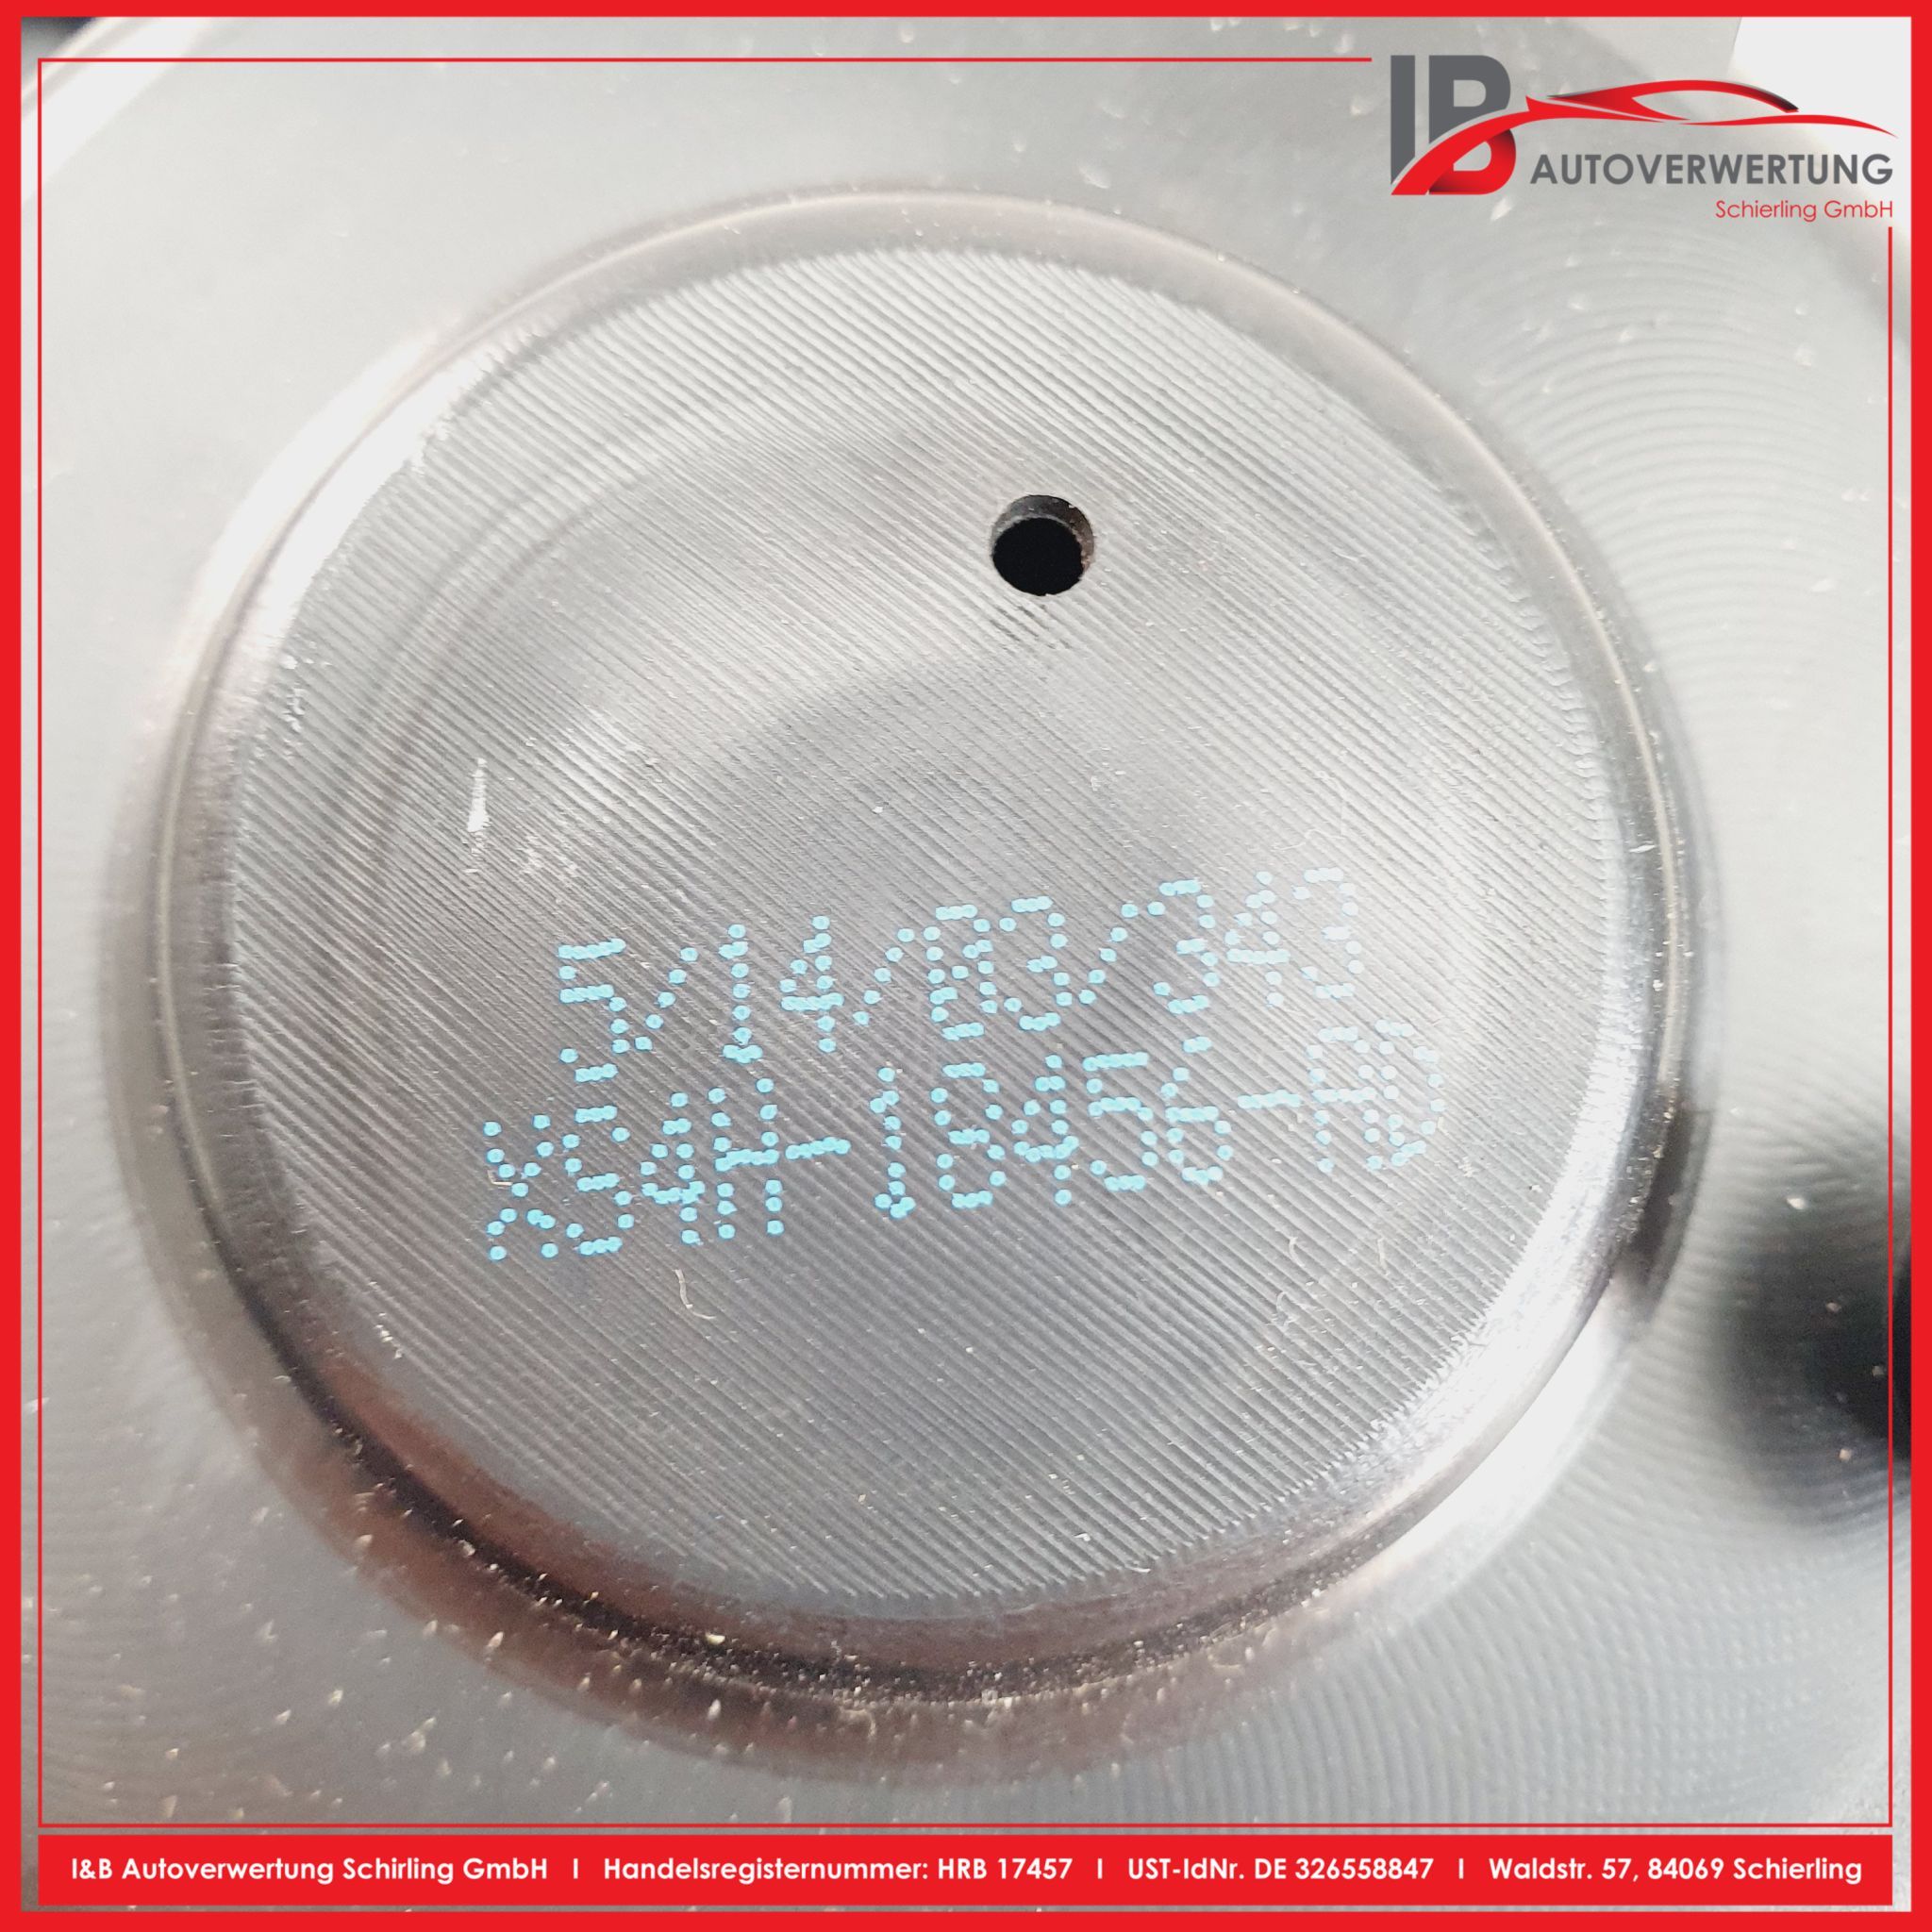 IB
AUTOVERWERTUNG
Schierling GmbH
5/14/03/343
XS4H-18456-AD
I&B Autoverwertung Schirling GmbH I Handelsregisternummer: HRB 17457 I UST-IdNr. DE 326558847 I Waldstr. 57, 84069 Schierling